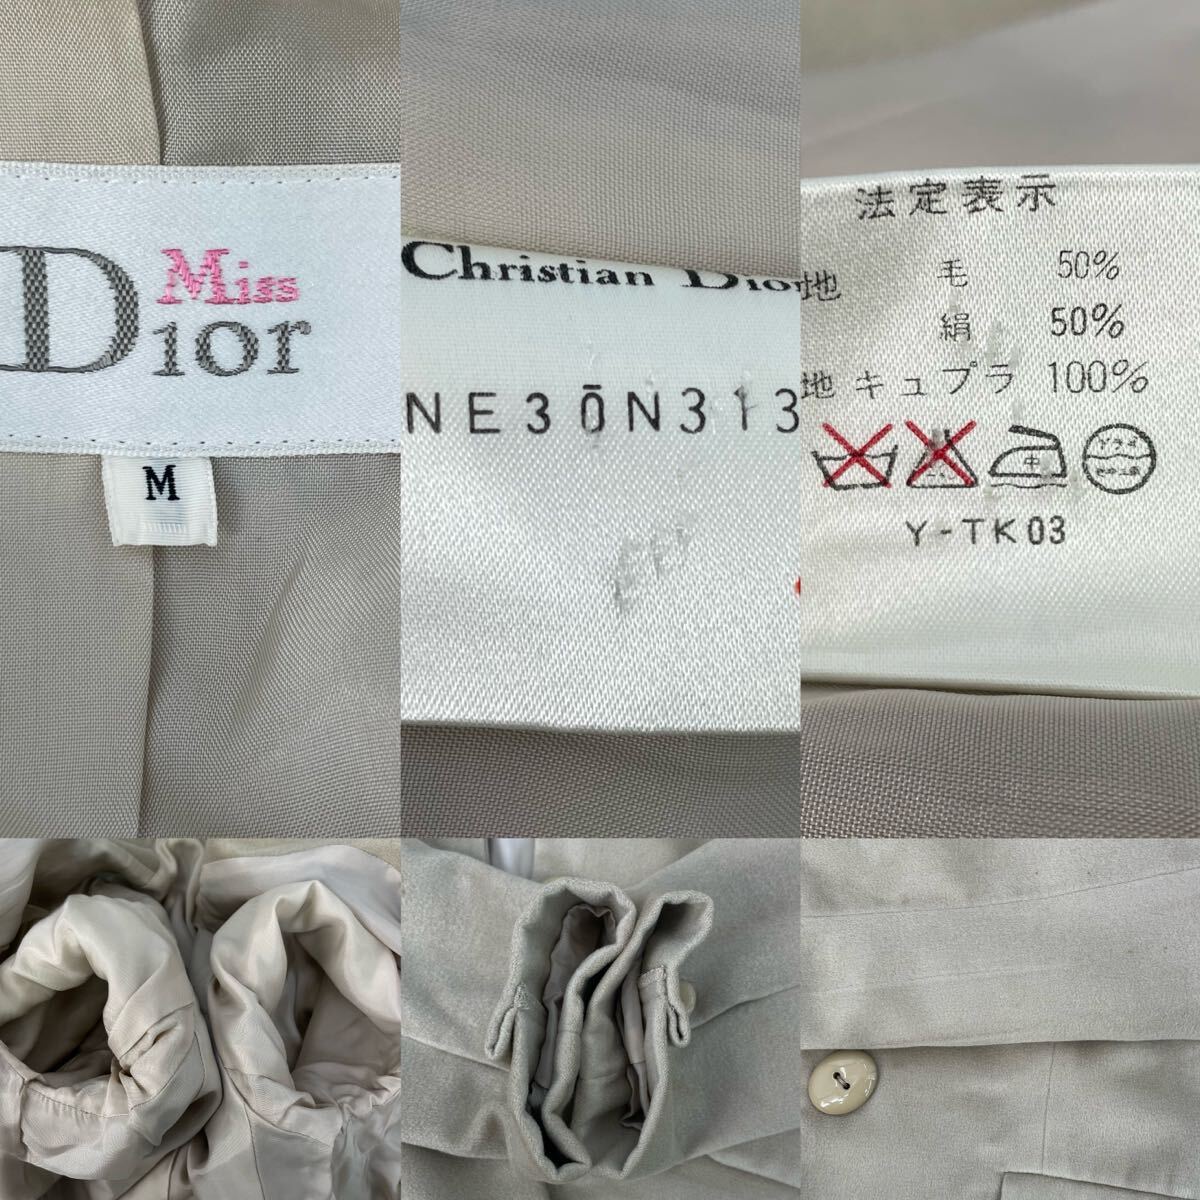 Miss
Dior
M
Christian Dior
NE30N313
法定表示
地 毛 50%
絹 50%
地 キュプラ 100%
中
Y-TK03